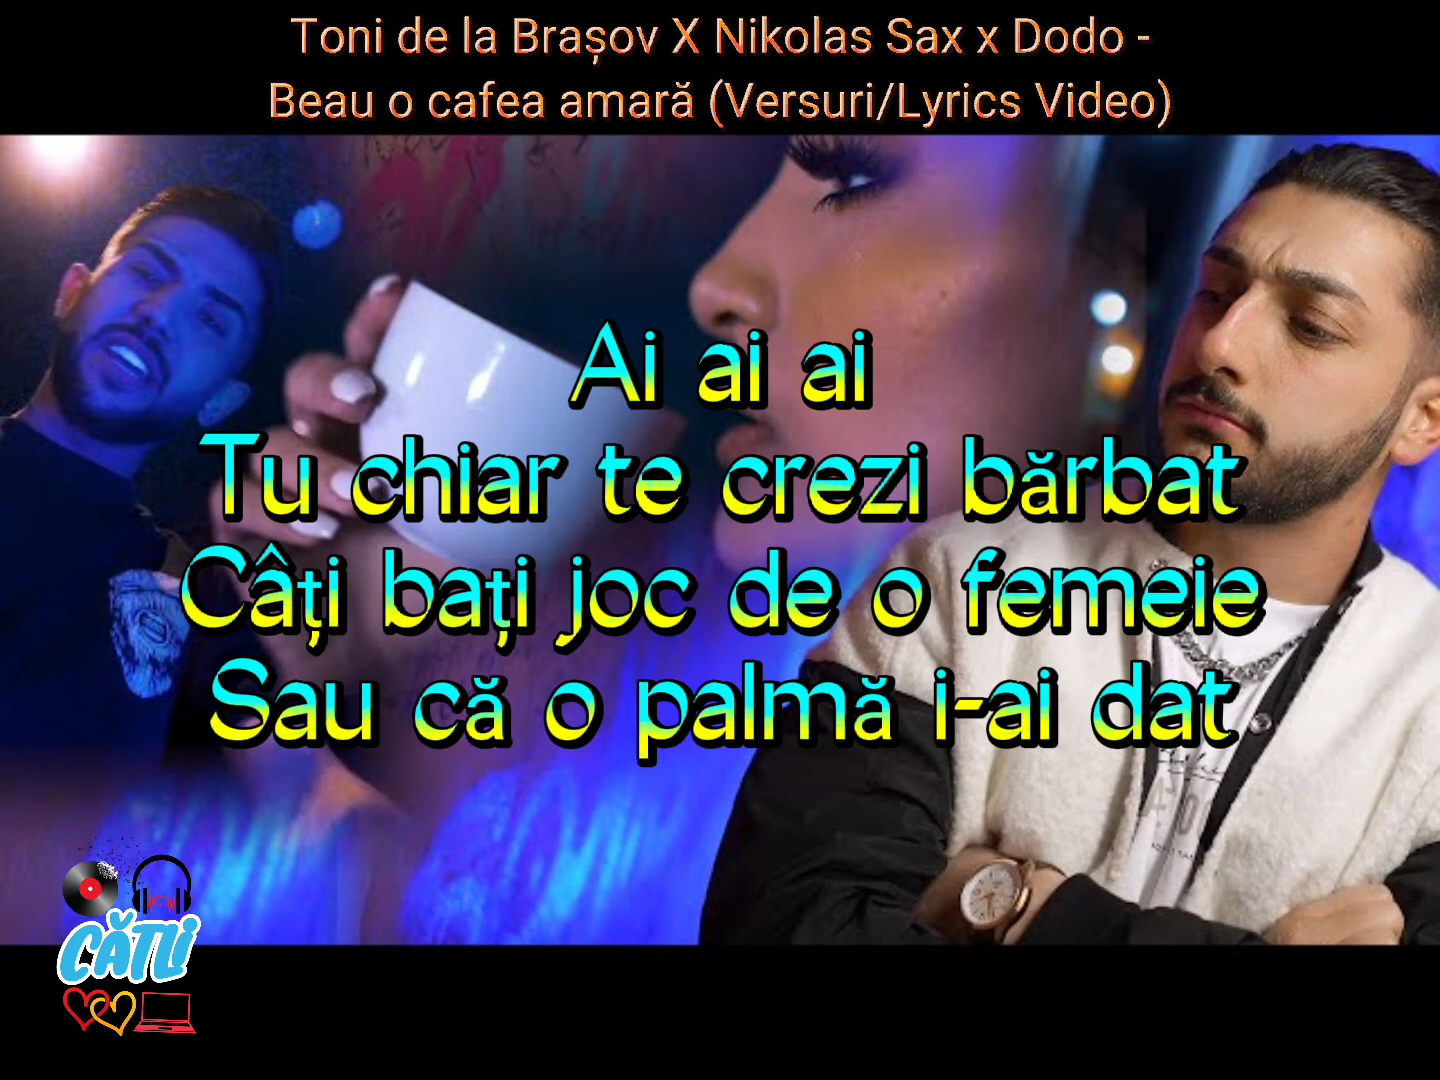 Toni de la Brașov X Nikolas Sax x Dodo -
Beau o cafea amară (Versuri/Lyrics Video)
Ai ai ai
Tu chiar te crezi bărbat
Câți bați joc de o femeie
Sau că o palmă i-ai dat
CĂTLi